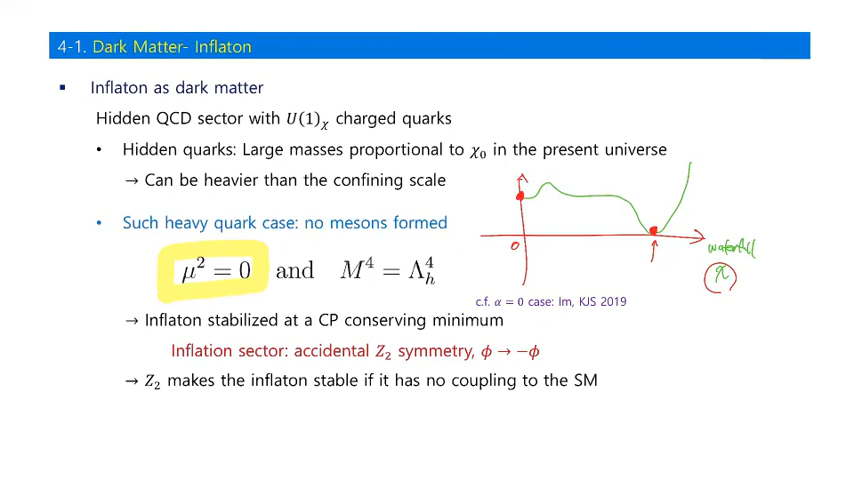 4-1. Dark Matter- Inflaton
▪ Inflaton as dark matter
Hidden QCD sector with U(1)_χ charged quarks
• Hidden quarks: Large masses proportional to χ₀ in the present universe
→ Can be heavier than the confining scale
• Such heavy quark case: no mesons formed
μ² = 0 and M⁴ = Λ_h⁴
0
waterfall
χ
c.f. α = 0 case: Im, KJS 2019
→ Inflaton stabilized at a CP conserving minimum
Inflation sector: accidental Z₂ symmetry, ϕ → −ϕ
→ Z₂ makes the inflaton stable if it has no coupling to the SM